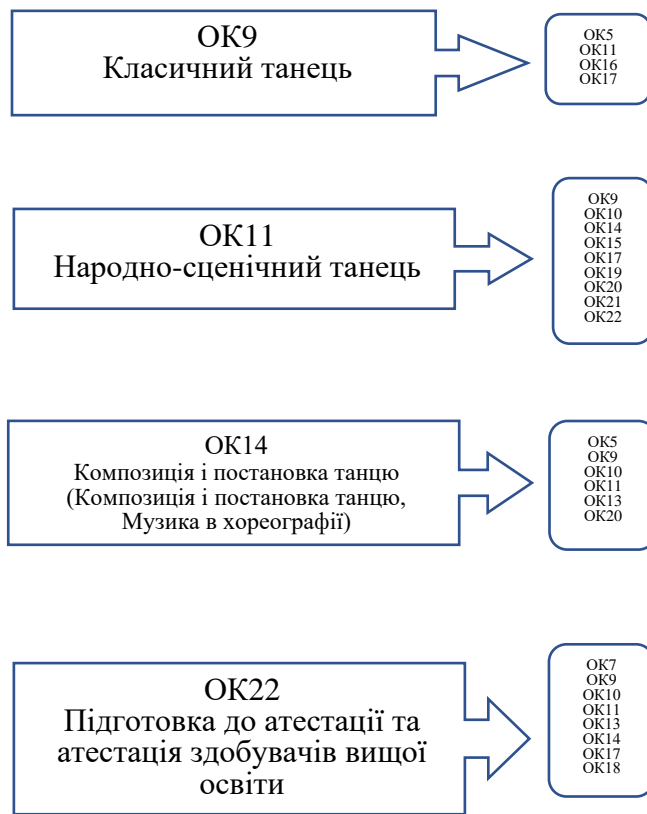 ОК9
Класичний танець
ОК5
ОК11
ОК16
ОК17
ОК11
Народно-сценічний танець
ОК9
ОК10
ОК14
ОК15
ОК17
ОК19
ОК20
ОК21
ОК22
ОК14
Композиція і постановка танцю
(Композиція і постановка танцю,
Музика в хореографії)
ОК5
ОК9
ОК10
ОК11
ОК13
ОК20
ОК22
Підготовка до атестації та
атестація здобувачів вищої
освіти
ОК7
ОК9
ОК10
ОК11
ОК13
ОК14
ОК17
ОК18